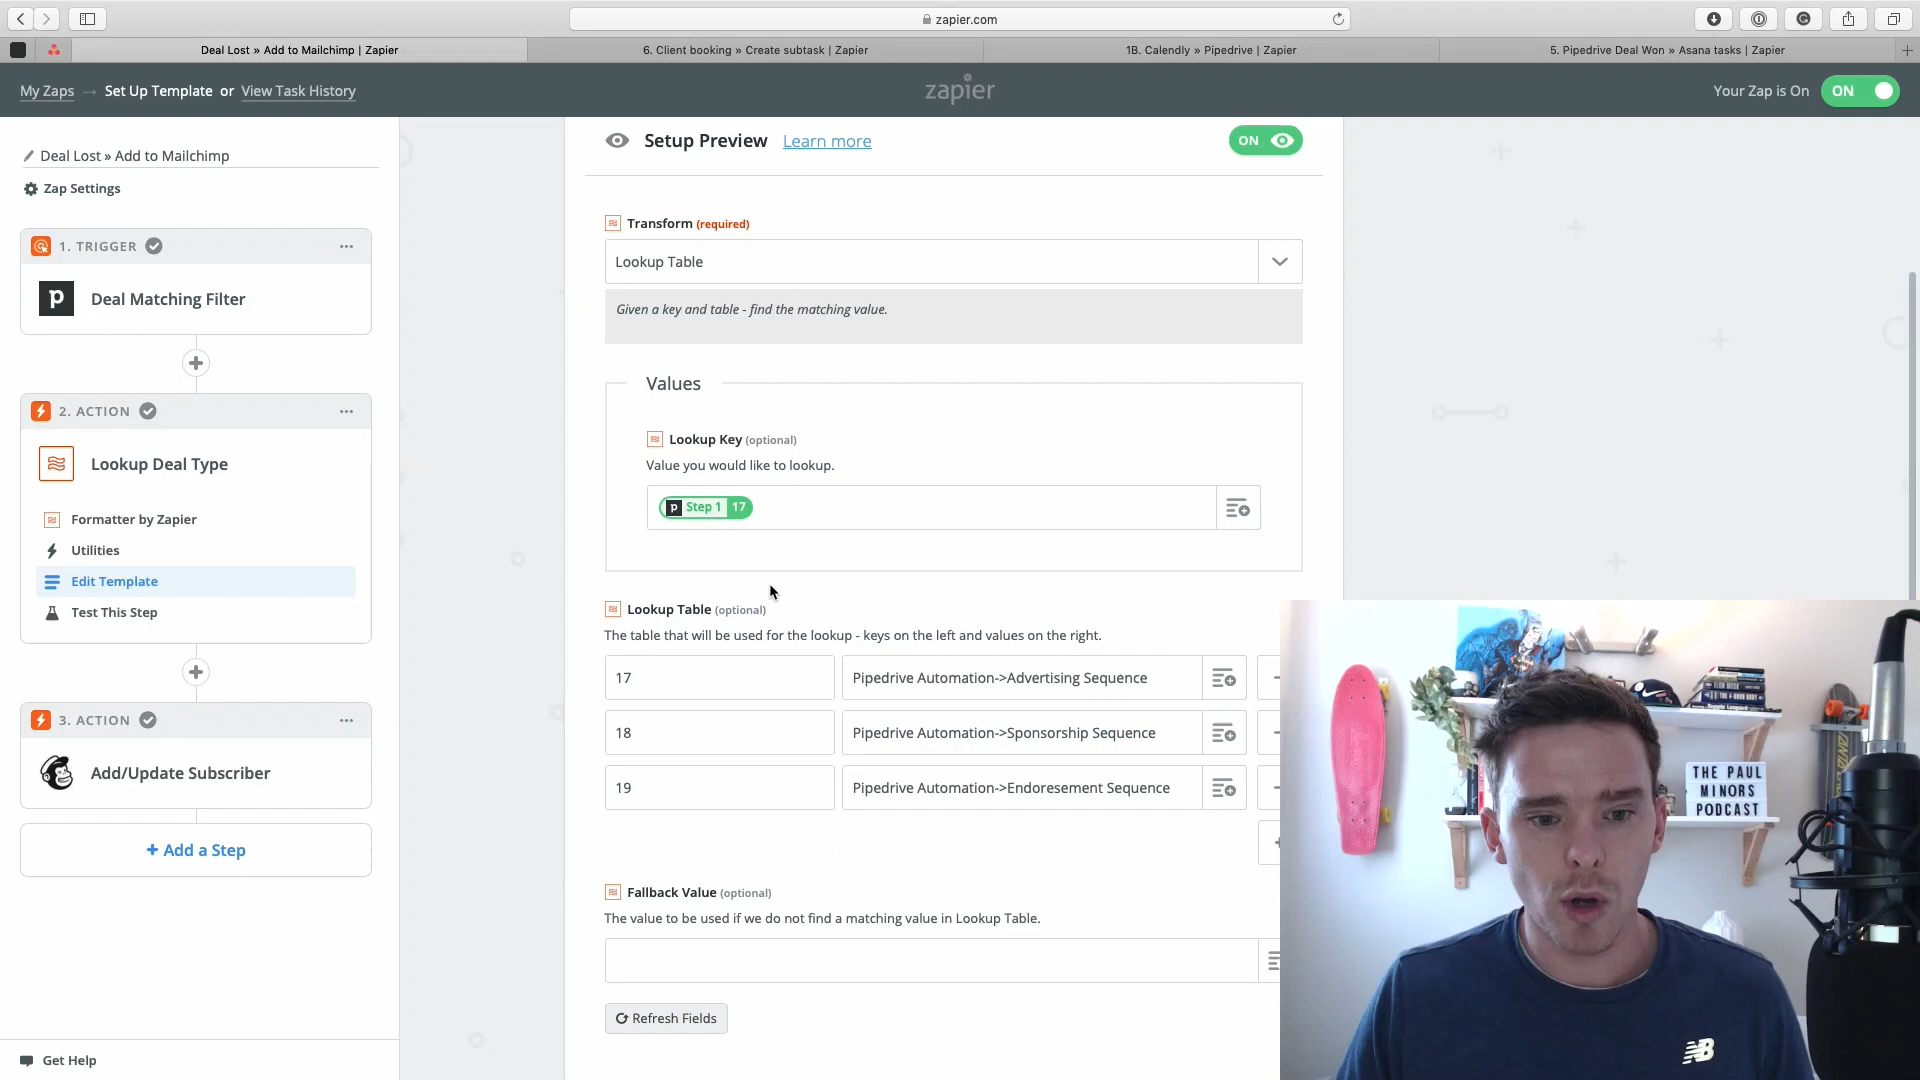 zapier.com
Deal Lost » Add to Mailchimp | Zapier
6. Client booking » Create subtask | Zapier
1B. Calendly » Pipedrive | Zapier
5. Pipedrive Deal Won » Asana tasks | Zapier
My Zaps → Set Up Template or View Task History
zapier
Your Zap is On
ON
Deal Lost » Add to Mailchimp
Zap Settings
1. TRIGGER
p
Deal Matching Filter
2. ACTION
Lookup Deal Type
Formatter by Zapier
Utilities
Edit Template
Test This Step
3. ACTION
Add/Update Subscriber
+ Add a Step
Get Help
Setup Preview Learn more
ON
Transform (required)
Lookup Table
Given a key and table - find the matching value.
Values
Lookup Key (optional)
Value you would like to lookup.
p Step 1 17
Lookup Table (optional)
The table that will be used for the lookup - keys on the left and values on the right.
17 Pipedrive Automation->Advertising Sequence
18 Pipedrive Automation->Sponsorship Sequence
19 Pipedrive Automation->Endoresement Sequence
Fallback Value (optional)
The value to be used if we do not find a matching value in Lookup Table.
Refresh Fields
THE PAUL
MINORS
PODCAST
NB